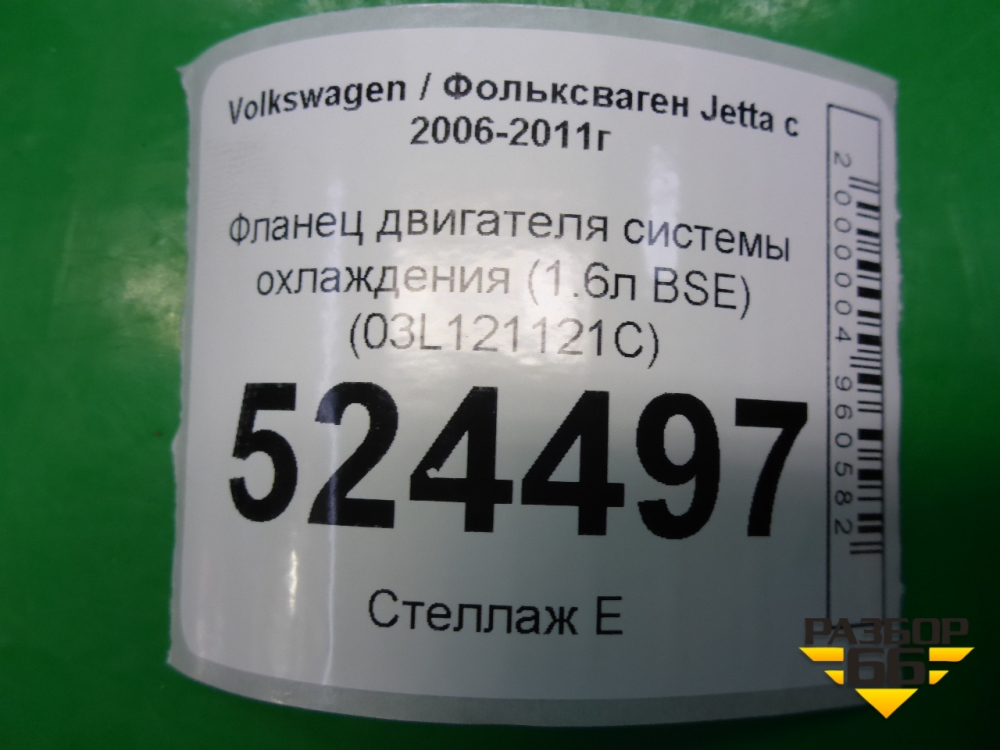 Volkswagen / Фольксваген Jetta с
2006-2011г
Фланец двигателя системы
охлаждения (1.6л BSE)
(03L121121C)
524497
Стеллаж Е
2000004960582
РАЗБОР
66